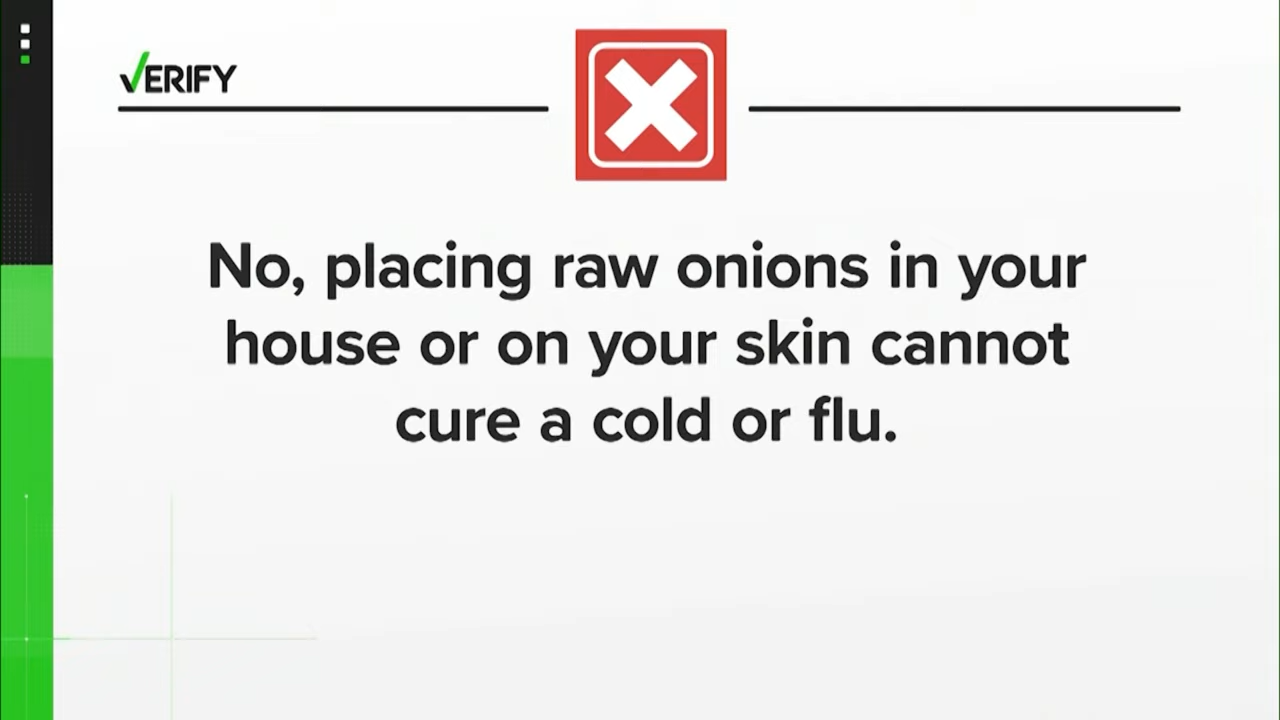 VERIFY
No, placing raw onions in your
house or on your skin cannot
cure a cold or flu.